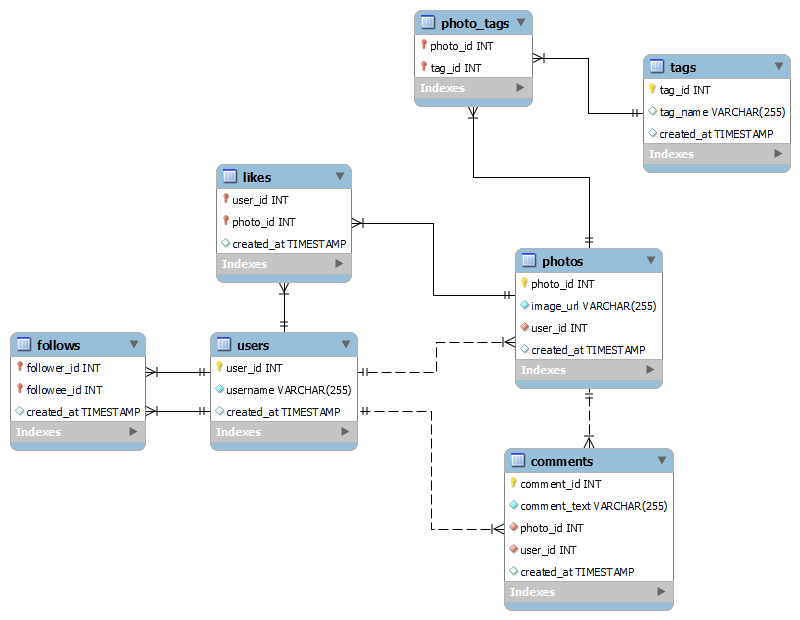 photo_tags
photo_id INT
tag_id INT
Indexes
tags
tag_id INT
tag_name VARCHAR(255)
created_at TIMESTAMP
Indexes
likes
user_id INT
photo_id INT
created_at TIMESTAMP
Indexes
photos
photo_id INT
image_url VARCHAR(255)
user_id INT
created_at TIMESTAMP
Indexes
follows
follower_id INT
followee_id INT
created_at TIMESTAMP
Indexes
users
user_id INT
username VARCHAR(255)
created_at TIMESTAMP
Indexes
comments
comment_id INT
comment_text VARCHAR(255)
photo_id INT
user_id INT
created_at TIMESTAMP
Indexes